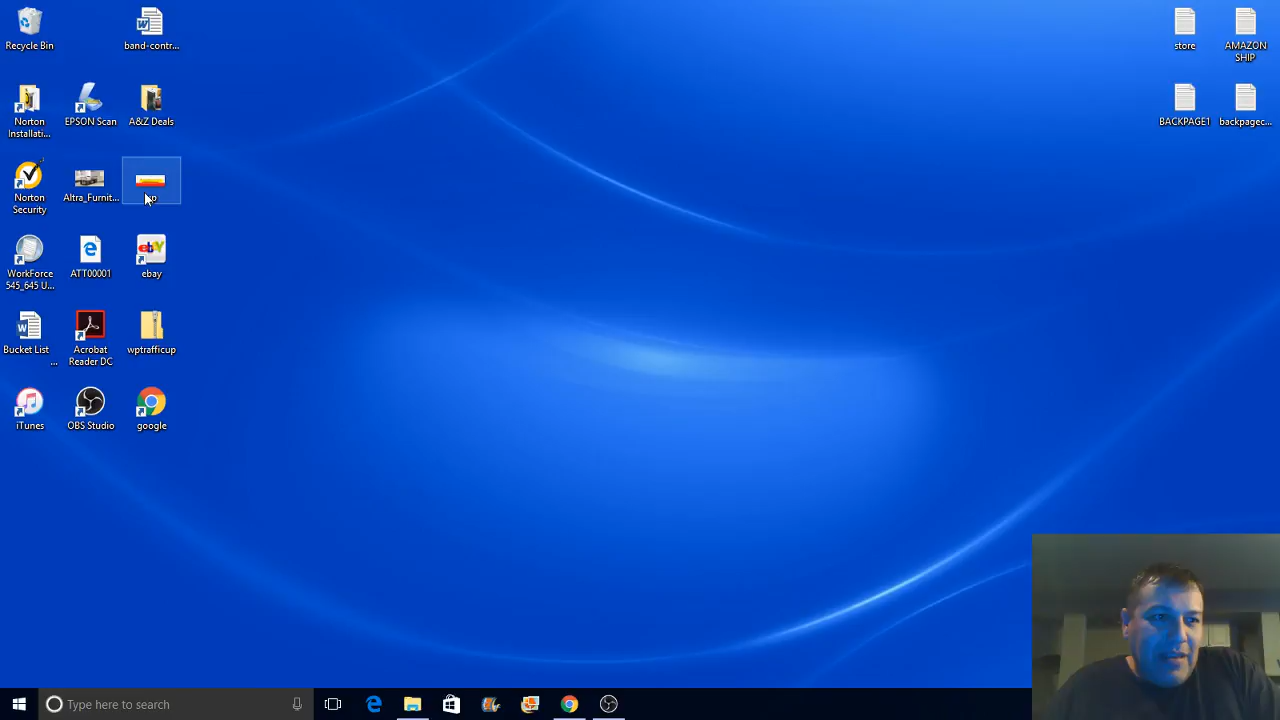 Recycle Bin
band-contr...
store
AMAZON
SHIP
Norton
Installati...
EPSON Scan
A&Z Deals
BACKPAGE1
backpagec...
Norton
Security
Altra_Furnit...
WorkForce
545_645 U...
ATT00001
ebay
Bucket List
...
Acrobat
Reader DC
wptrafficup
iTunes
OBS Studio
google
Type here to search